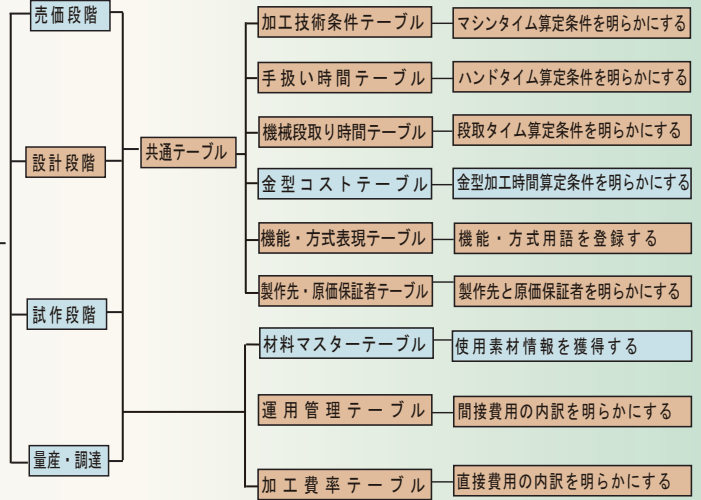 売価段階
設計段階
試作段階
量産・調達
共通テーブル
加工技術条件テーブル
マシンタイム算定条件を明らかにする
手扱い時間テーブル
ハンドタイム算定条件を明らかにする
機械段取り時間テーブル
段取タイム算定条件を明らかにする
金型コストテーブル
金型加工時間算定条件を明らかにする
機能・方式表現テーブル
機能・方式用語を登録する
製作先・原価保証者テーブル
製作先と原価保証者を明らかにする
材料マスターテーブル
使用素材情報を獲得する
運用管理テーブル
間接費用の内訳を明らかにする
加工費率テーブル
直接費用の内訳を明らかにする